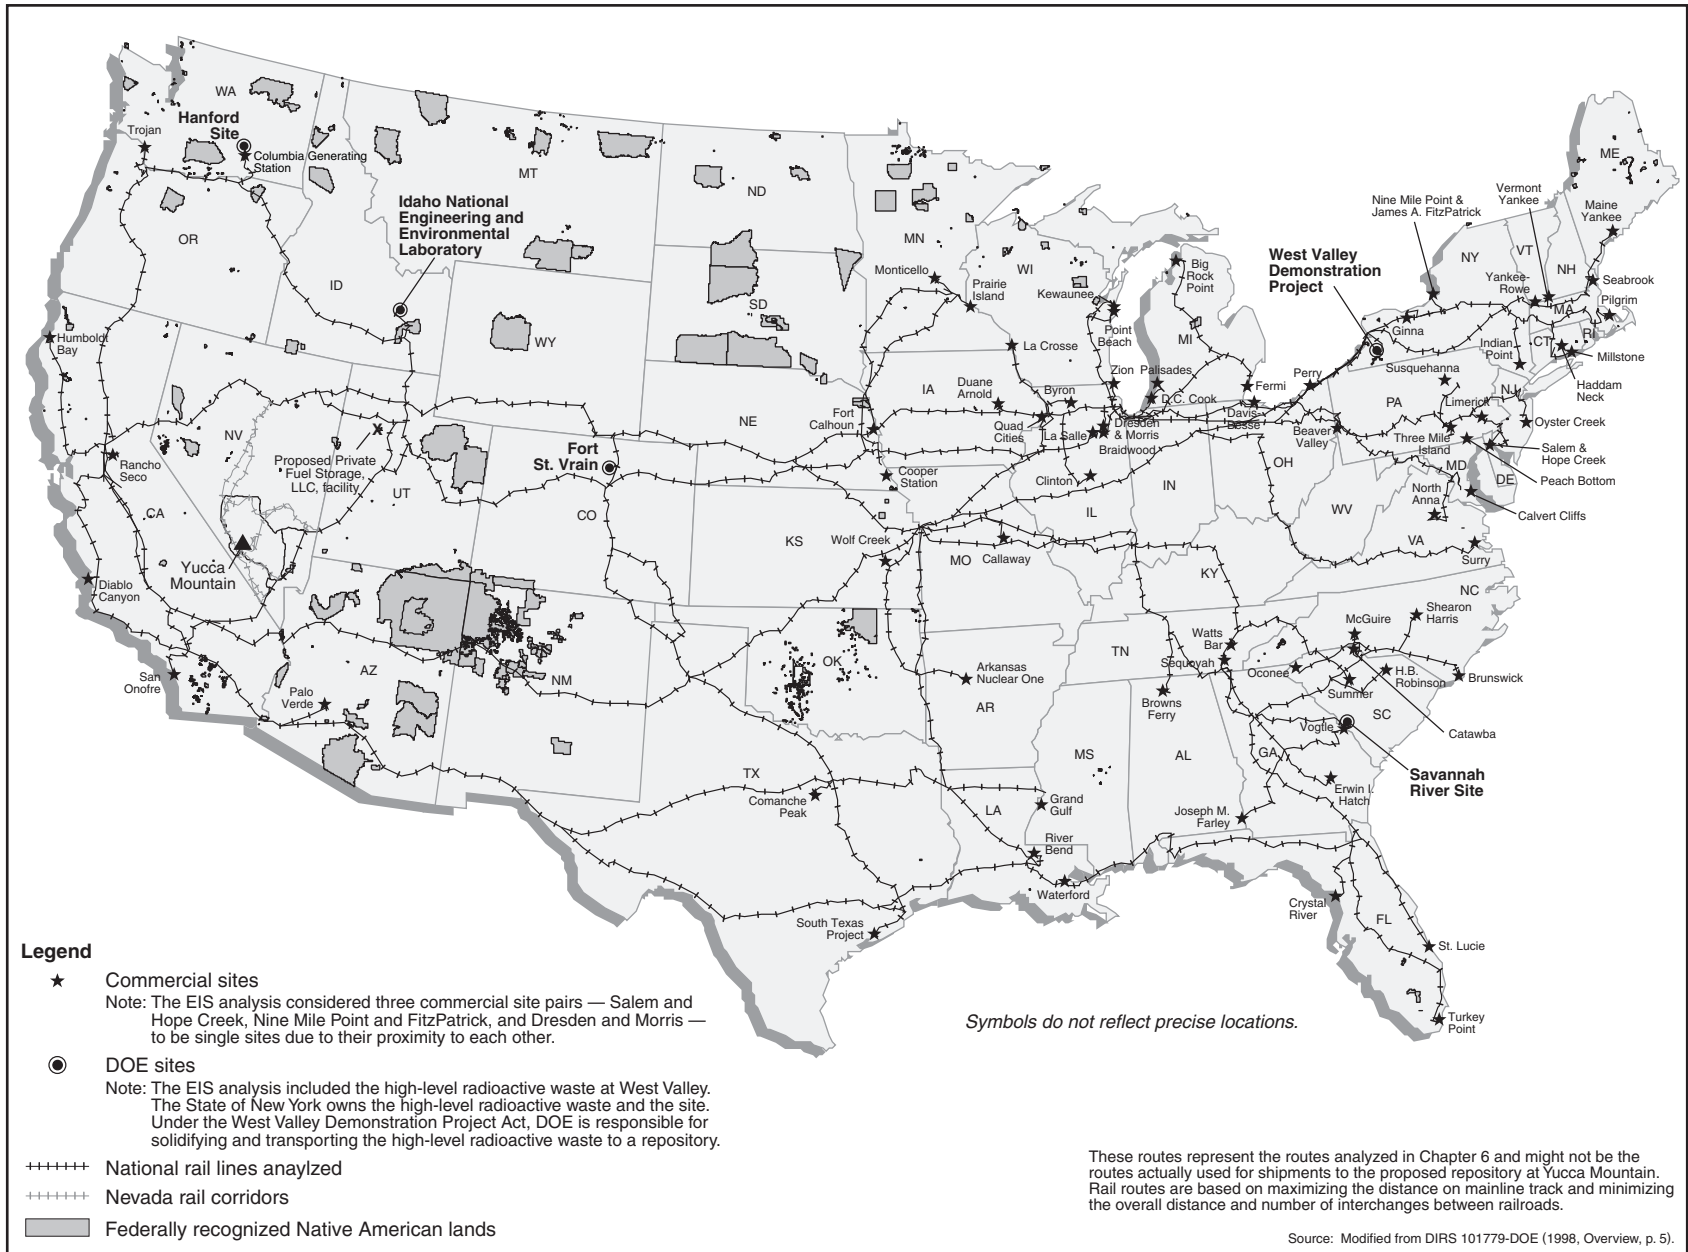 WA
Hanford
Site
Trojan
Columbia Generating
Station
MT
ND
OR
ID
Idaho National
Engineering and
Environmental
Laboratory
MN
WI
Monticello
Prairie
Island
Kewaunee
Point
Beach
Big
Rock
Point
MI
SD
WY
Humboldt
Bay
La Crosse
IA
Duane
Arnold
Byron
Zion
Palisades
D.C. Cook
Fermi
Davis-
Besse
Perry
Quad
Cities
La Salle
Dresden
& Morris
Braidwood
Clinton
NE
Fort
Calhoun
Cooper
Station
Fort
St. Vrain
NV
Proposed Private
Fuel Storage,
LLC, facility
UT
CO
KS
Rancho
Seco
CA
Yucca
Mountain
Diablo
Canyon
San
Onofre
Palo
Verde
AZ
NM
OK
TX
Wolf Creek
MO
Callaway
IL
IN
OH
KY
WV
VA
TN
Arkansas
Nuclear One
AR
MS
AL
GA
LA
Grand
Gulf
River
Bend
Waterford
South Texas
Project
Comanche
Peak
Browns
Ferry
Watts
Bar
Sequoyah
Oconee
McGuire
Shearon
Harris
NC
H.B.
Robinson
Brunswick
Summer
SC
Catawba
Vogtle
Savannah
River Site
Erwin I.
Hatch
Joseph M.
Farley
Crystal
River
FL
St. Lucie
Turkey
Point
West Valley
Demonstration
Project
Nine Mile Point &
James A. FitzPatrick
Vermont
Yankee
ME
Maine
Yankee
NY
VT
NH
Yankee-
Rowe
Seabrook
Pilgrim
MA
RI
CT
Ginna
Indian
Point
Millstone
Haddam
Neck
Susquehanna
PA
NJ
Limerick
Oyster Creek
Beaver
Valley
Three Mile
Island
Salem &
Hope Creek
MD
DE
Peach Bottom
North
Anna
Calvert Cliffs
Surry
Legend
Commercial sites
Note: The EIS analysis considered three commercial site pairs — Salem and
Hope Creek, Nine Mile Point and FitzPatrick, and Dresden and Morris —
to be single sites due to their proximity to each other.
DOE sites
Note: The EIS analysis included the high-level radioactive waste at West Valley.
The State of New York owns the high-level radioactive waste and the site.
Under the West Valley Demonstration Project Act, DOE is responsible for
solidifying and transporting the high-level radioactive waste to a repository.
National rail lines anaylzed
Nevada rail corridors
Federally recognized Native American lands
Symbols do not reflect precise locations.
These routes represent the routes analyzed in Chapter 6 and might not be the
routes actually used for shipments to the proposed repository at Yucca Mountain.
Rail routes are based on maximizing the distance on mainline track and minimizing
the overall distance and number of interchanges between railroads.
Source: Modified from DIRS 101779-DOE (1998, Overview, p. 5).